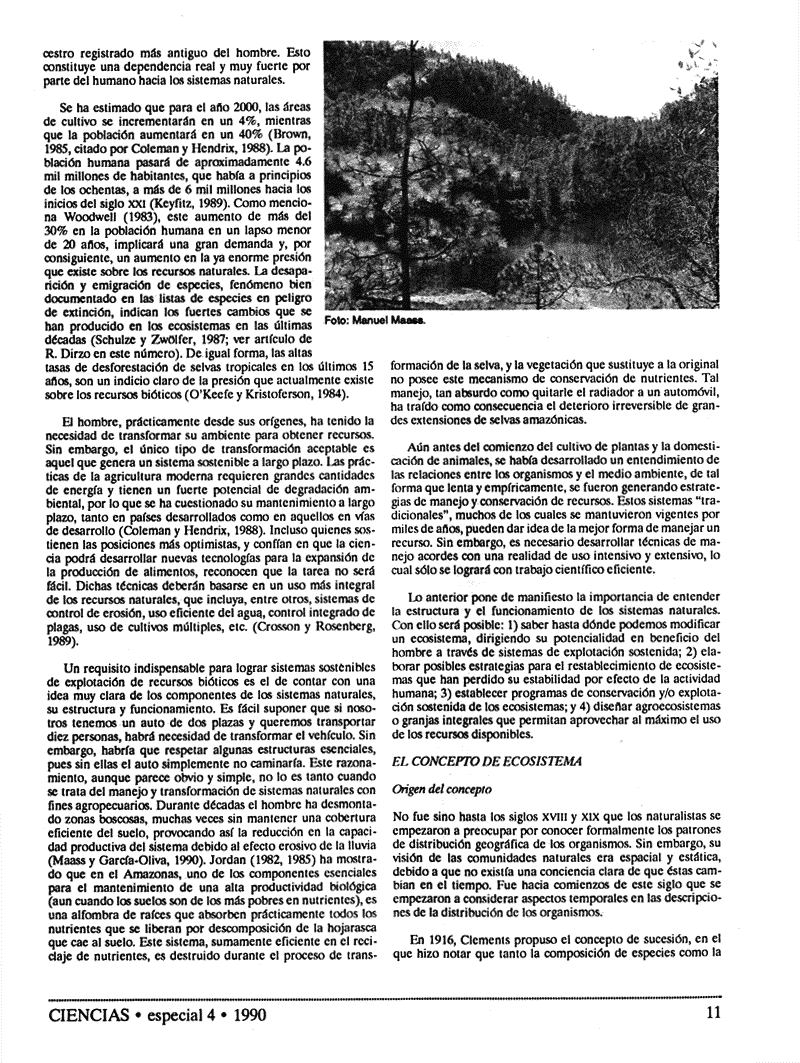 cestro registrado más antiguo del hombre. Esto
constituye una dependencia real y muy fuerte por
parte del humano hacia los sistemas naturales.
Se ha estimado que para el año 2000, las áreas
de cultivo se incrementarán en un 4%, mientras
que la población aumentará en un 40% (Brown,
1985, citado por Coleman y Hendrix, 1988). La po-
blación humana pasará de aproximadamente 4.6
mil millones de habitantes, que había a principios
de los ochentas, a más de 6 mil millones hacia los
inicios del siglo XXI (Keyfitz, 1989). Como mencio-
na Woodwell (1983), este aumento de más del
30% en la población humana en un lapso menor
de 20 años, implicará una gran demanda y, por
consiguiente, un aumento en la ya enorme presión
que existe sobre los recursos naturales. La desapa-
rición y emigración de especies, fenómeno bien
documentado en las listas de especies en peligro
de extinción, indican los fuertes cambios que se
han producido en los ecosistemas en las últimas
décadas (Schulze y Zwölfer, 1987; ver artículo de
R. Dirzo en este número). De igual forma, las altas
tasas de desforestación de selvas tropicales en los últimos 15
años, son un indicio claro de la presión que actualmente existe
sobre los recursos bióticos (O'Keefe y Kristoferson, 1984).
El hombre, prácticamente desde sus orígenes, ha tenido la
necesidad de transformar su ambiente para obtener recursos.
Sin embargo, el único tipo de transformación aceptable es
aquel que genera un sistema sostenible a largo plazo. Las prác-
ticas de la agricultura moderna requieren grandes cantidades
de energía y tienen un fuerte potencial de degradación am-
biental, por lo que se ha cuestionado su mantenimiento a largo
plazo, tanto en países desarrollados como en aquellos en vías
de desarrollo (Coleman y Hendrix, 1988). Incluso quienes sos-
tienen las posiciones más optimistas, y confían en que la cien-
cia podrá desarrollar nuevas tecnologías para la expansión de
la producción de alimentos, reconocen que la tarea no será
fácil. Dichas técnicas deberán basarse en un uso más integral
de los recursos naturales, que incluya, entre otros, sistemas de
control de erosión, uso eficiente del agua, control integrado de
plagas, uso de cultivos múltiples, etc. (Crosson y Rosenberg,
1989).
Un requisito indispensable para lograr sistemas sostenibles
de explotación de recursos bióticos es el de contar con una
idea muy clara de los componentes de los sistemas naturales,
su estructura y funcionamiento. Es fácil suponer que si noso-
tros tenemos un auto de dos plazas y queremos transportar
diez personas, habrá necesidad de transformar el vehículo. Sin
embargo, habría que respetar algunas estructuras esenciales,
pues sin ellas el auto simplemente no caminaría. Este razona-
miento, aunque parece obvio y simple, no lo es tanto cuando
se trata del manejo y transformación de sistemas naturales con
fines agropecuarios. Durante décadas el hombre ha desmonta-
do zonas boscosas, muchas veces sin mantener una cobertura
eficiente del suelo, provocando así la reducción en la capaci-
dad productiva del sistema debido al efecto erosivo de la lluvia
(Maass y García-Oliva, 1990). Jordan (1982, 1985) ha mostra-
do que en el Amazonas, uno de los componentes esenciales
para el mantenimiento de una alta productividad biológica
(aun cuando los suelos son de los más pobres en nutrientes), es
una alfombra de raíces que absorben prácticamente todos los
nutrientes que se liberan por descomposición de la hojarasca
que cae al suelo. Este sistema, sumamente eficiente en el reci-
claje de nutrientes, es destruido durante el proceso de trans-
Foto: Manuel Maass.
formación de la selva, y la vegetación que sustituye a la original
no posee este mecanismo de conservación de nutrientes. Tal
manejo, tan absurdo como quitarle el radiador a un automóvil,
ha traído como consecuencia el deterioro irreversible de gran-
des extensiones de selvas amazónicas.
Aún antes del comienzo del cultivo de plantas y la domesti-
cación de animales, se había desarrollado un entendimiento de
las relaciones entre los organismos y el medio ambiente, de tal
forma que lenta y empíricamente, se fueron generando estrate-
gias de manejo y conservación de recursos. Estos sistemas "tra-
dicionales", muchos de los cuales se mantuvieron vigentes por
miles de años, pueden dar idea de la mejor forma de manejar un
recurso. Sin embargo, es necesario desarrollar técnicas de ma-
nejo acordes con una realidad de uso intensivo y extensivo, lo
cual sólo se logrará con trabajo científico eficiente.
Lo anterior pone de manifiesto la importancia de entender
la estructura y el funcionamiento de los sistemas naturales.
Con ello será posible: 1) saber hasta dónde podemos modificar
un ecosistema, dirigiendo su potencialidad en beneficio del
hombre a través de sistemas de explotación sostenida; 2) ela-
borar posibles estrategias para el restablecimiento de ecosiste-
mas que han perdido su estabilidad por efecto de la actividad
humana; 3) establecer programas de conservación y/o explota-
ción sostenida de los ecosistemas; y 4) diseñar agroecosistemas
o granjas integrales que permitan aprovechar al máximo el uso
de los recursos disponibles.
EL CONCEPTO DE ECOSISTEMA
Origen del concepto
No fue sino hasta los siglos XVIII y XIX que los naturalistas se
empezaron a preocupar por conocer formalmente los patrones
de distribución geográfica de los organismos. Sin embargo, su
visión de las comunidades naturales era espacial y estática,
debido a que no existía una conciencia clara de que éstas cam-
bian en el tiempo. Fue hacia comienzos de este siglo que se
empezaron a considerar aspectos temporales en las descripcio-
nes de la distribución de los organismos.
En 1916, Clements propuso el concepto de sucesión, en el
que hizo notar que tanto la composición de especies como la
CIENCIAS • especial 4 • 1990
11